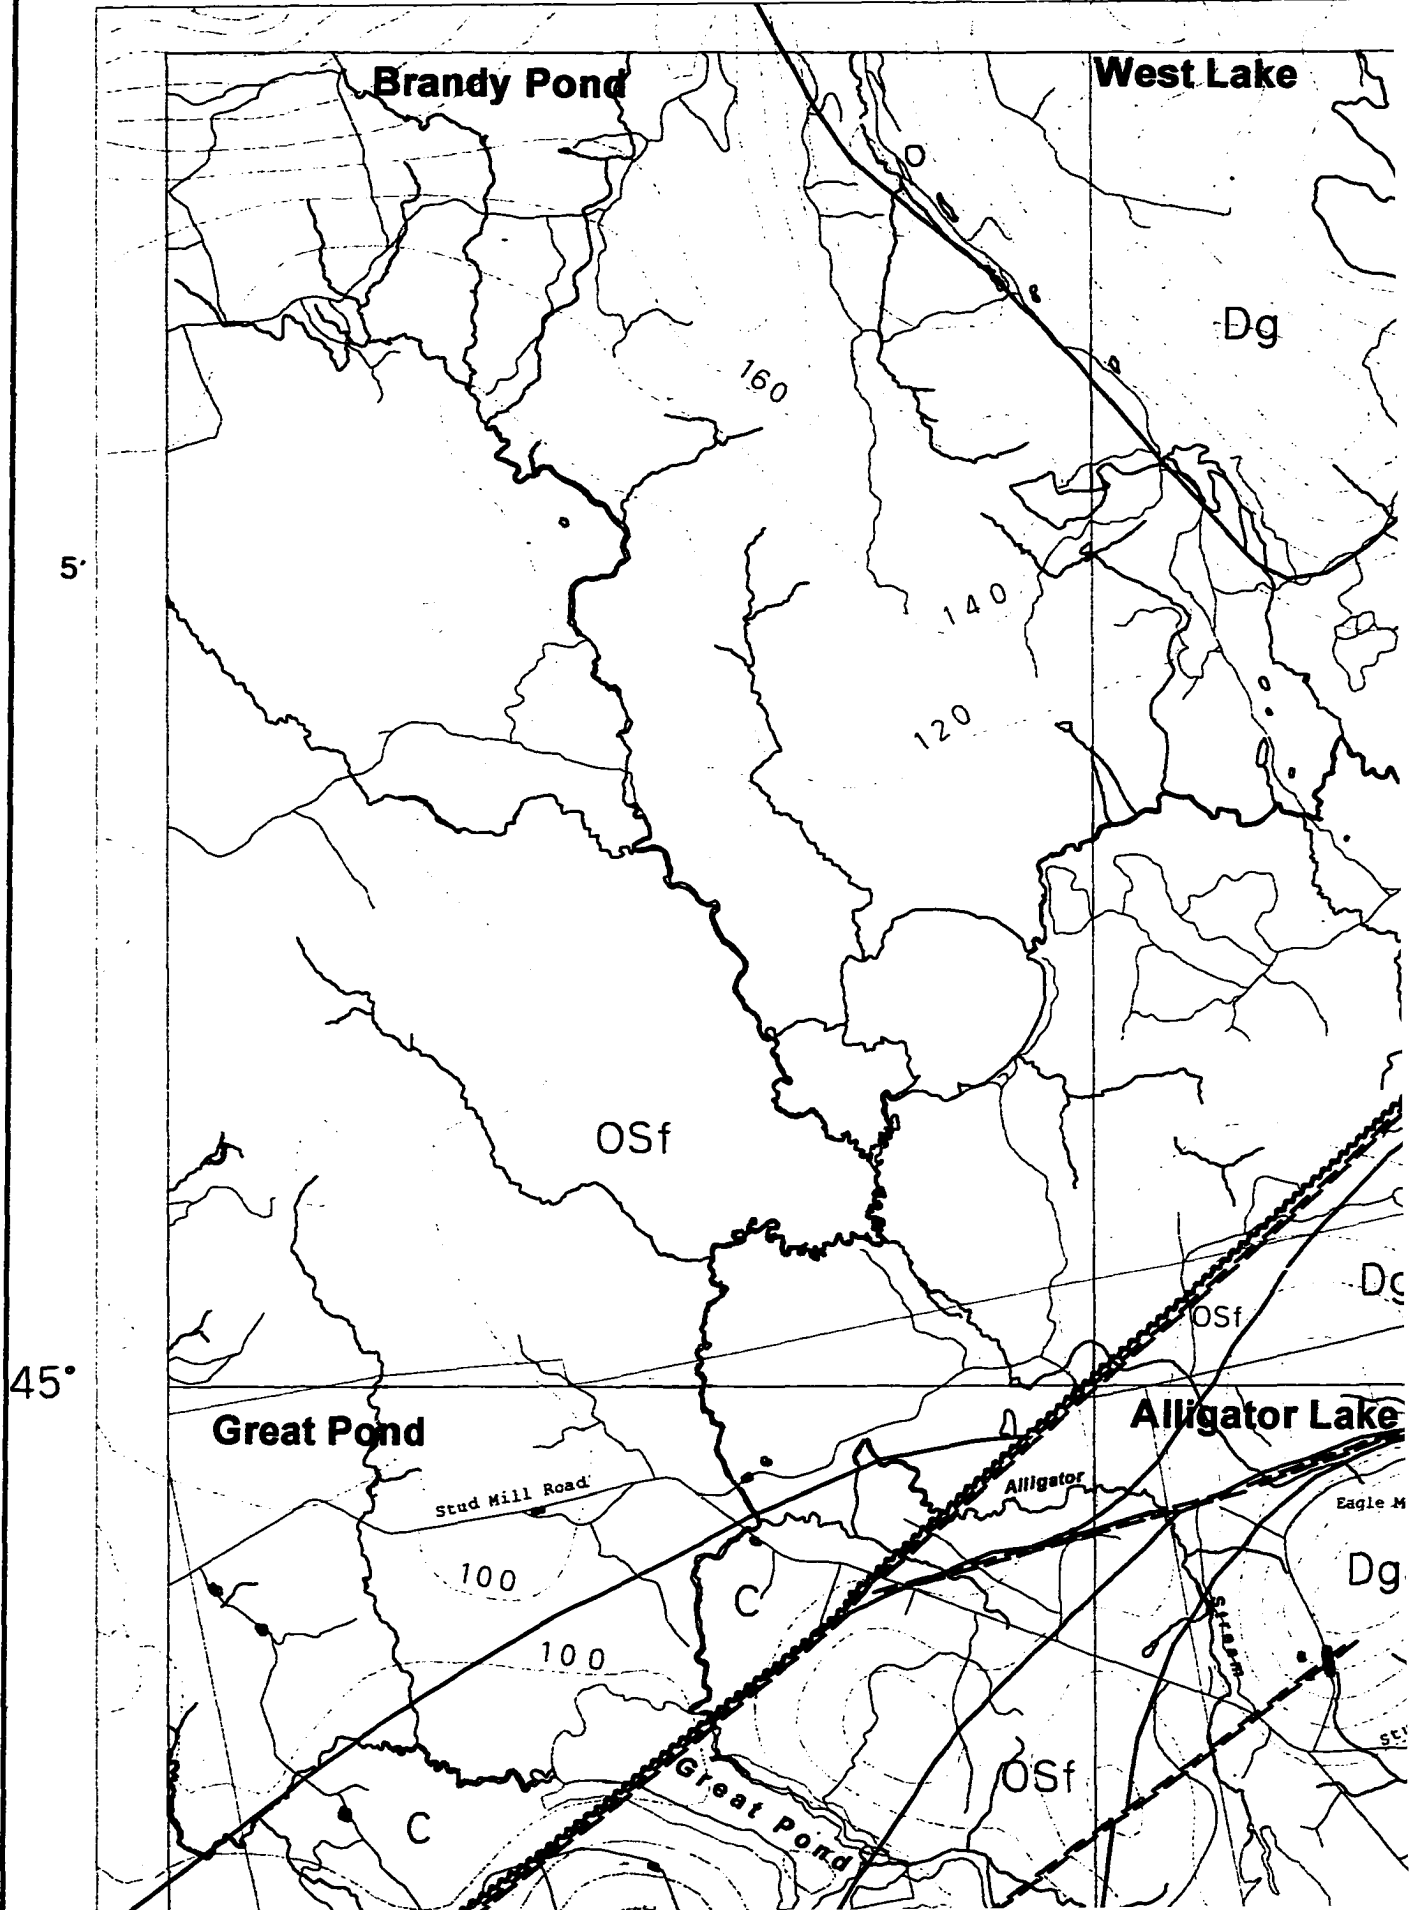 Brandy Pond
West Lake
Dg
160
5'
140
120
OSf
Dg
OSf
45°
Great Pond
Alligator Lake
Stud Mill Road
Alligator
Eagle M
100
Dg
C
Stream
100
OSf
Great Pond
C